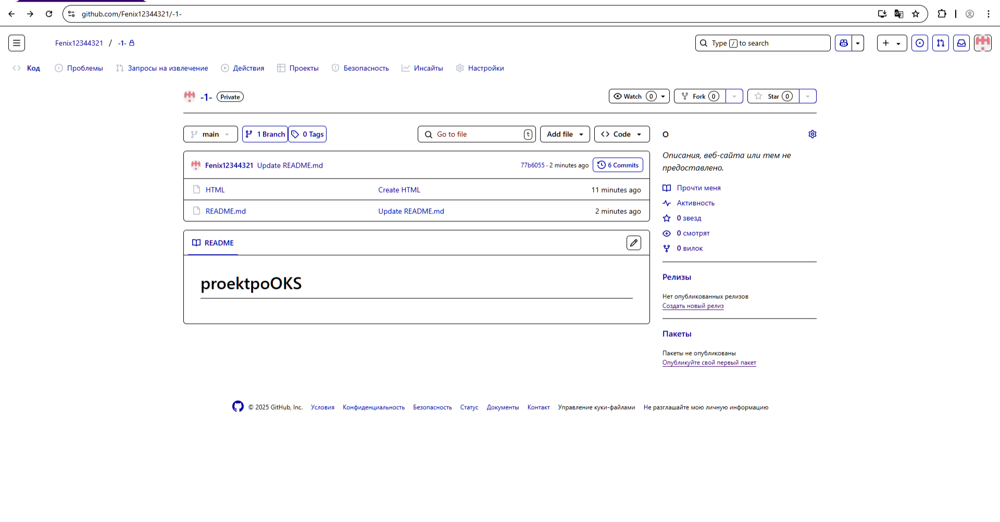 github.com/Fenix12344321/-1-
Fenix12344321 / -1-
Type / to search
Код Проблемы Запросы на извлечение Действия Проекты Безопасность Инсайты Настройки
-1- Private
Watch 0 Fork 0 Star 0
main 1 Branch 0 Tags Go to file t Add file Code
Fenix12344321 Update README.md 77b6055 · 2 minutes ago 6 Commits
HTML Create HTML 11 minutes ago
README.md Update README.md 2 minutes ago
README
proektpoOKS
О
Описания, веб-сайта или тем не
предоставлено.
Прочти меня
Активность
0 звезд
0 смотрят
0 вилок
Релизы
Нет опубликованных релизов
Создать новый релиз
Пакеты
Пакеты не опубликованы
Опубликуйте свой первый пакет
© 2025 GitHub, Inc. Условия Конфиденциальность Безопасность Статус Документы Контакт Управление куки-файлами Не разглашайте мою личную информацию